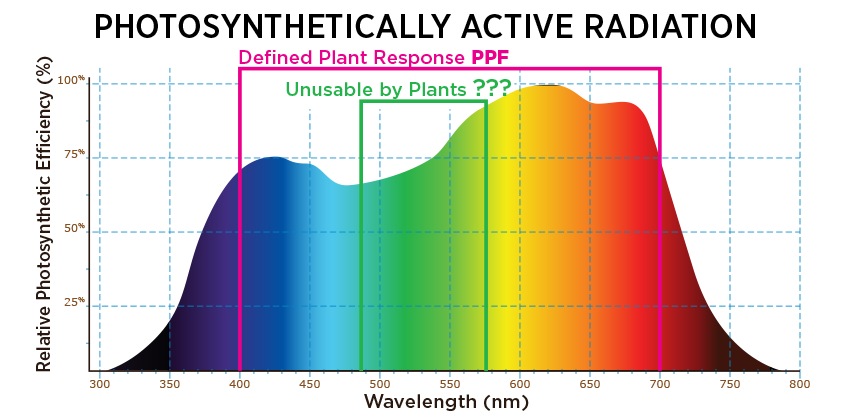 PHOTOSYNTHETICALLY ACTIVE RADIATION
Defined Plant Response PPF
Unusable by Plants ???
Relative Photosynthetic Efficiency (%)
100%
75%
50%
25%
300 350 400 450 500 550 600 650 700 750 800
Wavelength (nm)